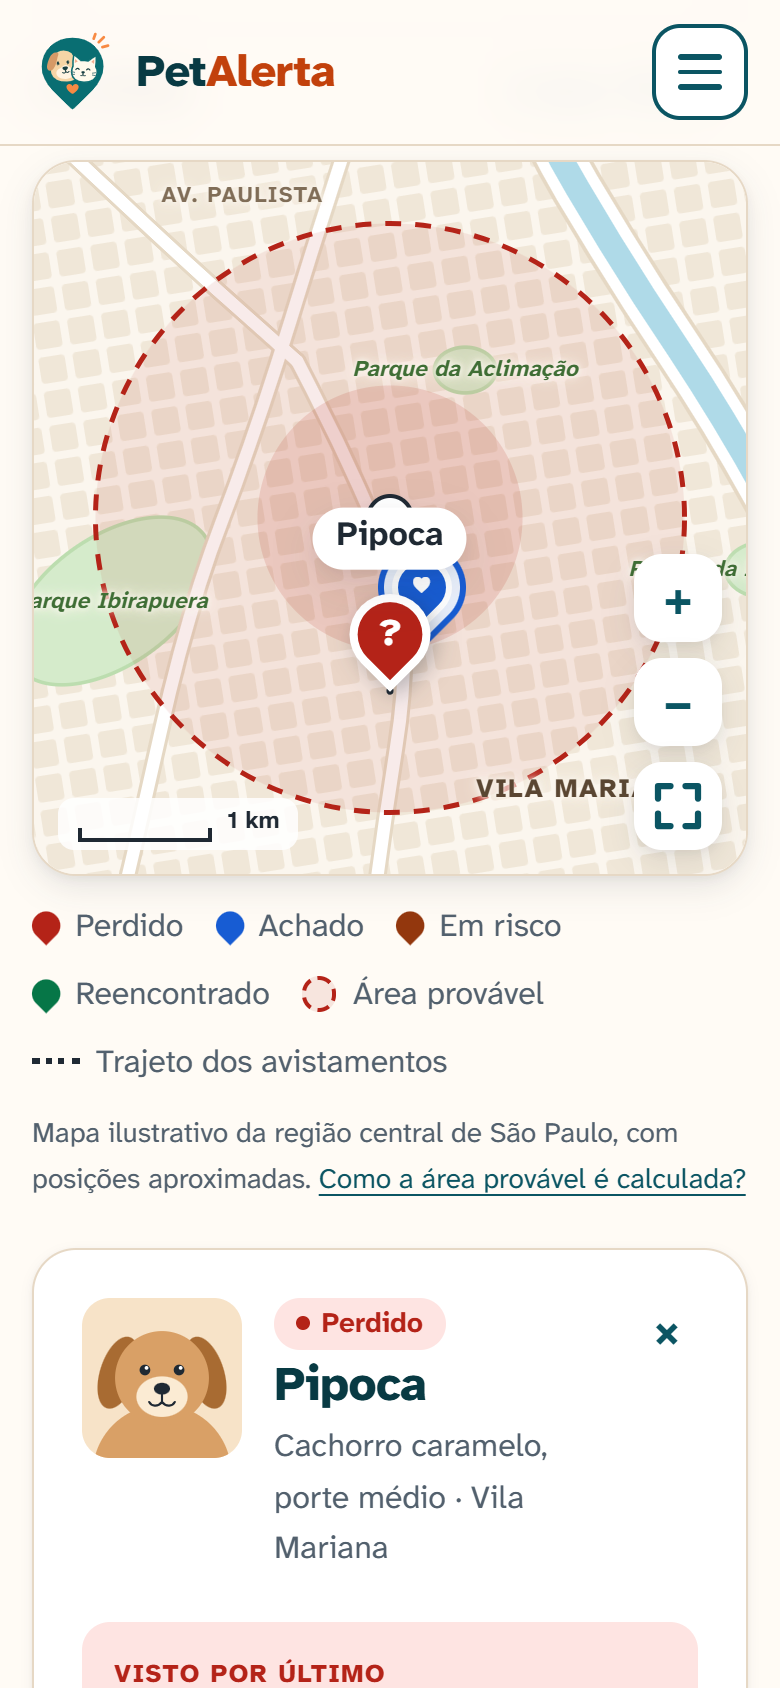 PetAlerta
AV. PAULISTA
Parque da Aclimação
Pipoca
da
arque Ibirapuera
?
+
−
VILA MARIA
1 km
Perdido
Achado
Em risco
Reencontrado
Área provável
Trajeto dos avistamentos
Mapa ilustrativo da região central de São Paulo, com
posições aproximadas. Como a área provável é calculada?
Perdido
×
Pipoca
Cachorro caramelo,
porte médio · Vila
Mariana
VISTO POR ÚLTIMO